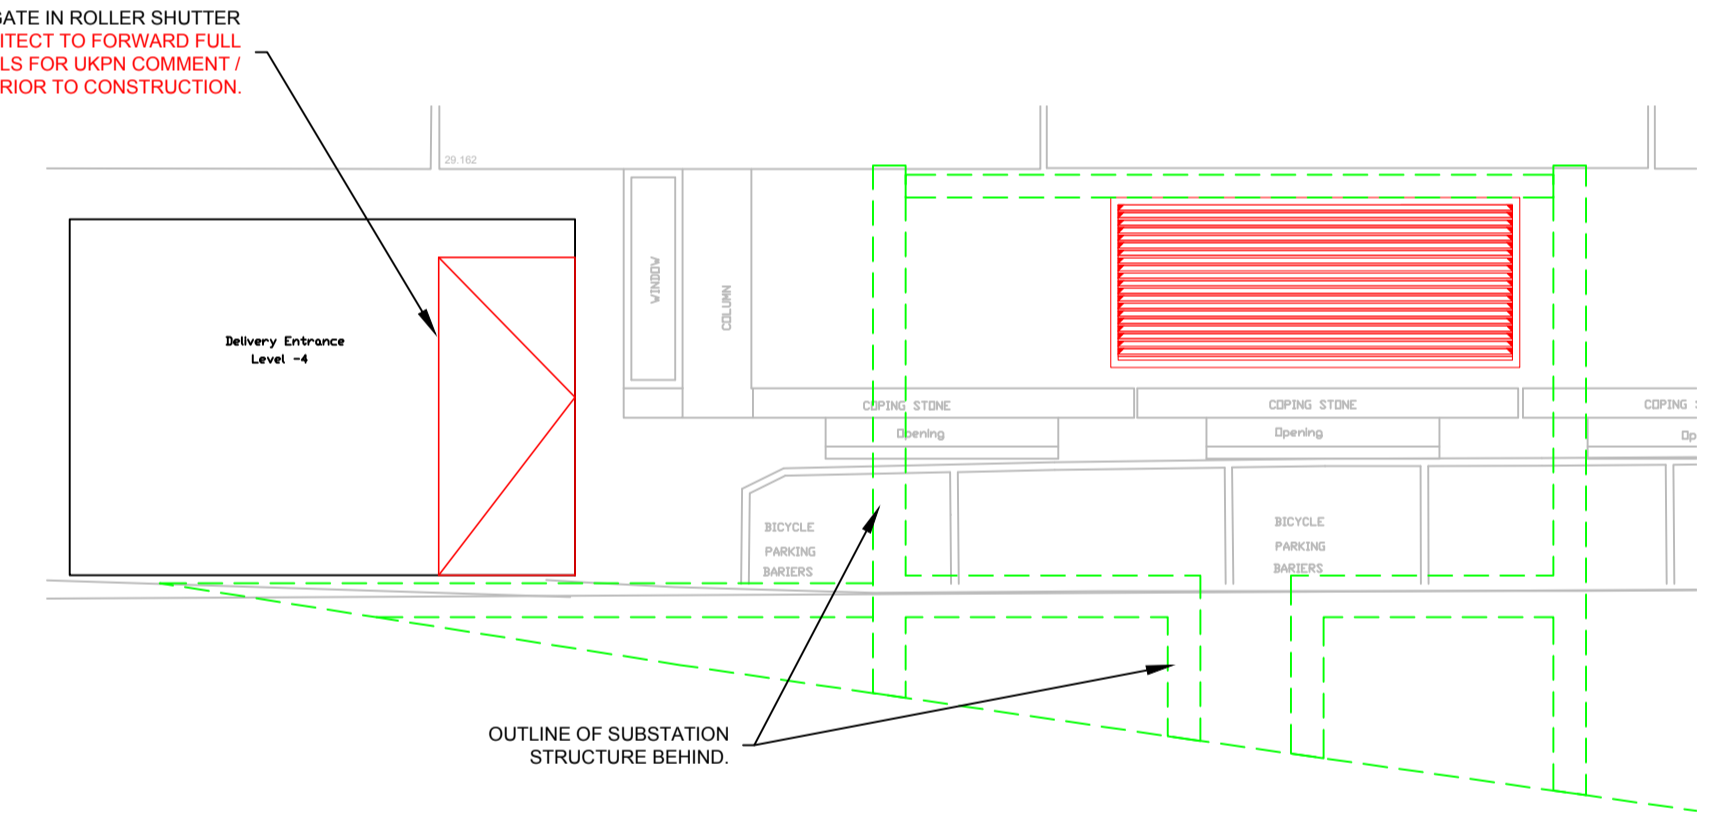 GATE IN ROLLER SHUTTER
ITECT TO FORWARD FULL
LS FOR UKPN COMMENT /
RIOR TO CONSTRUCTION.
29.162
WINDOW
COLUMN
Delivery Entrance
Level -4
COPING STONE
COPING STONE
COPING
Opening
Opening
Op
BICYCLE
PARKING
BARIERS
BICYCLE
PARKING
BARIERS
OUTLINE OF SUBSTATION
STRUCTURE BEHIND.